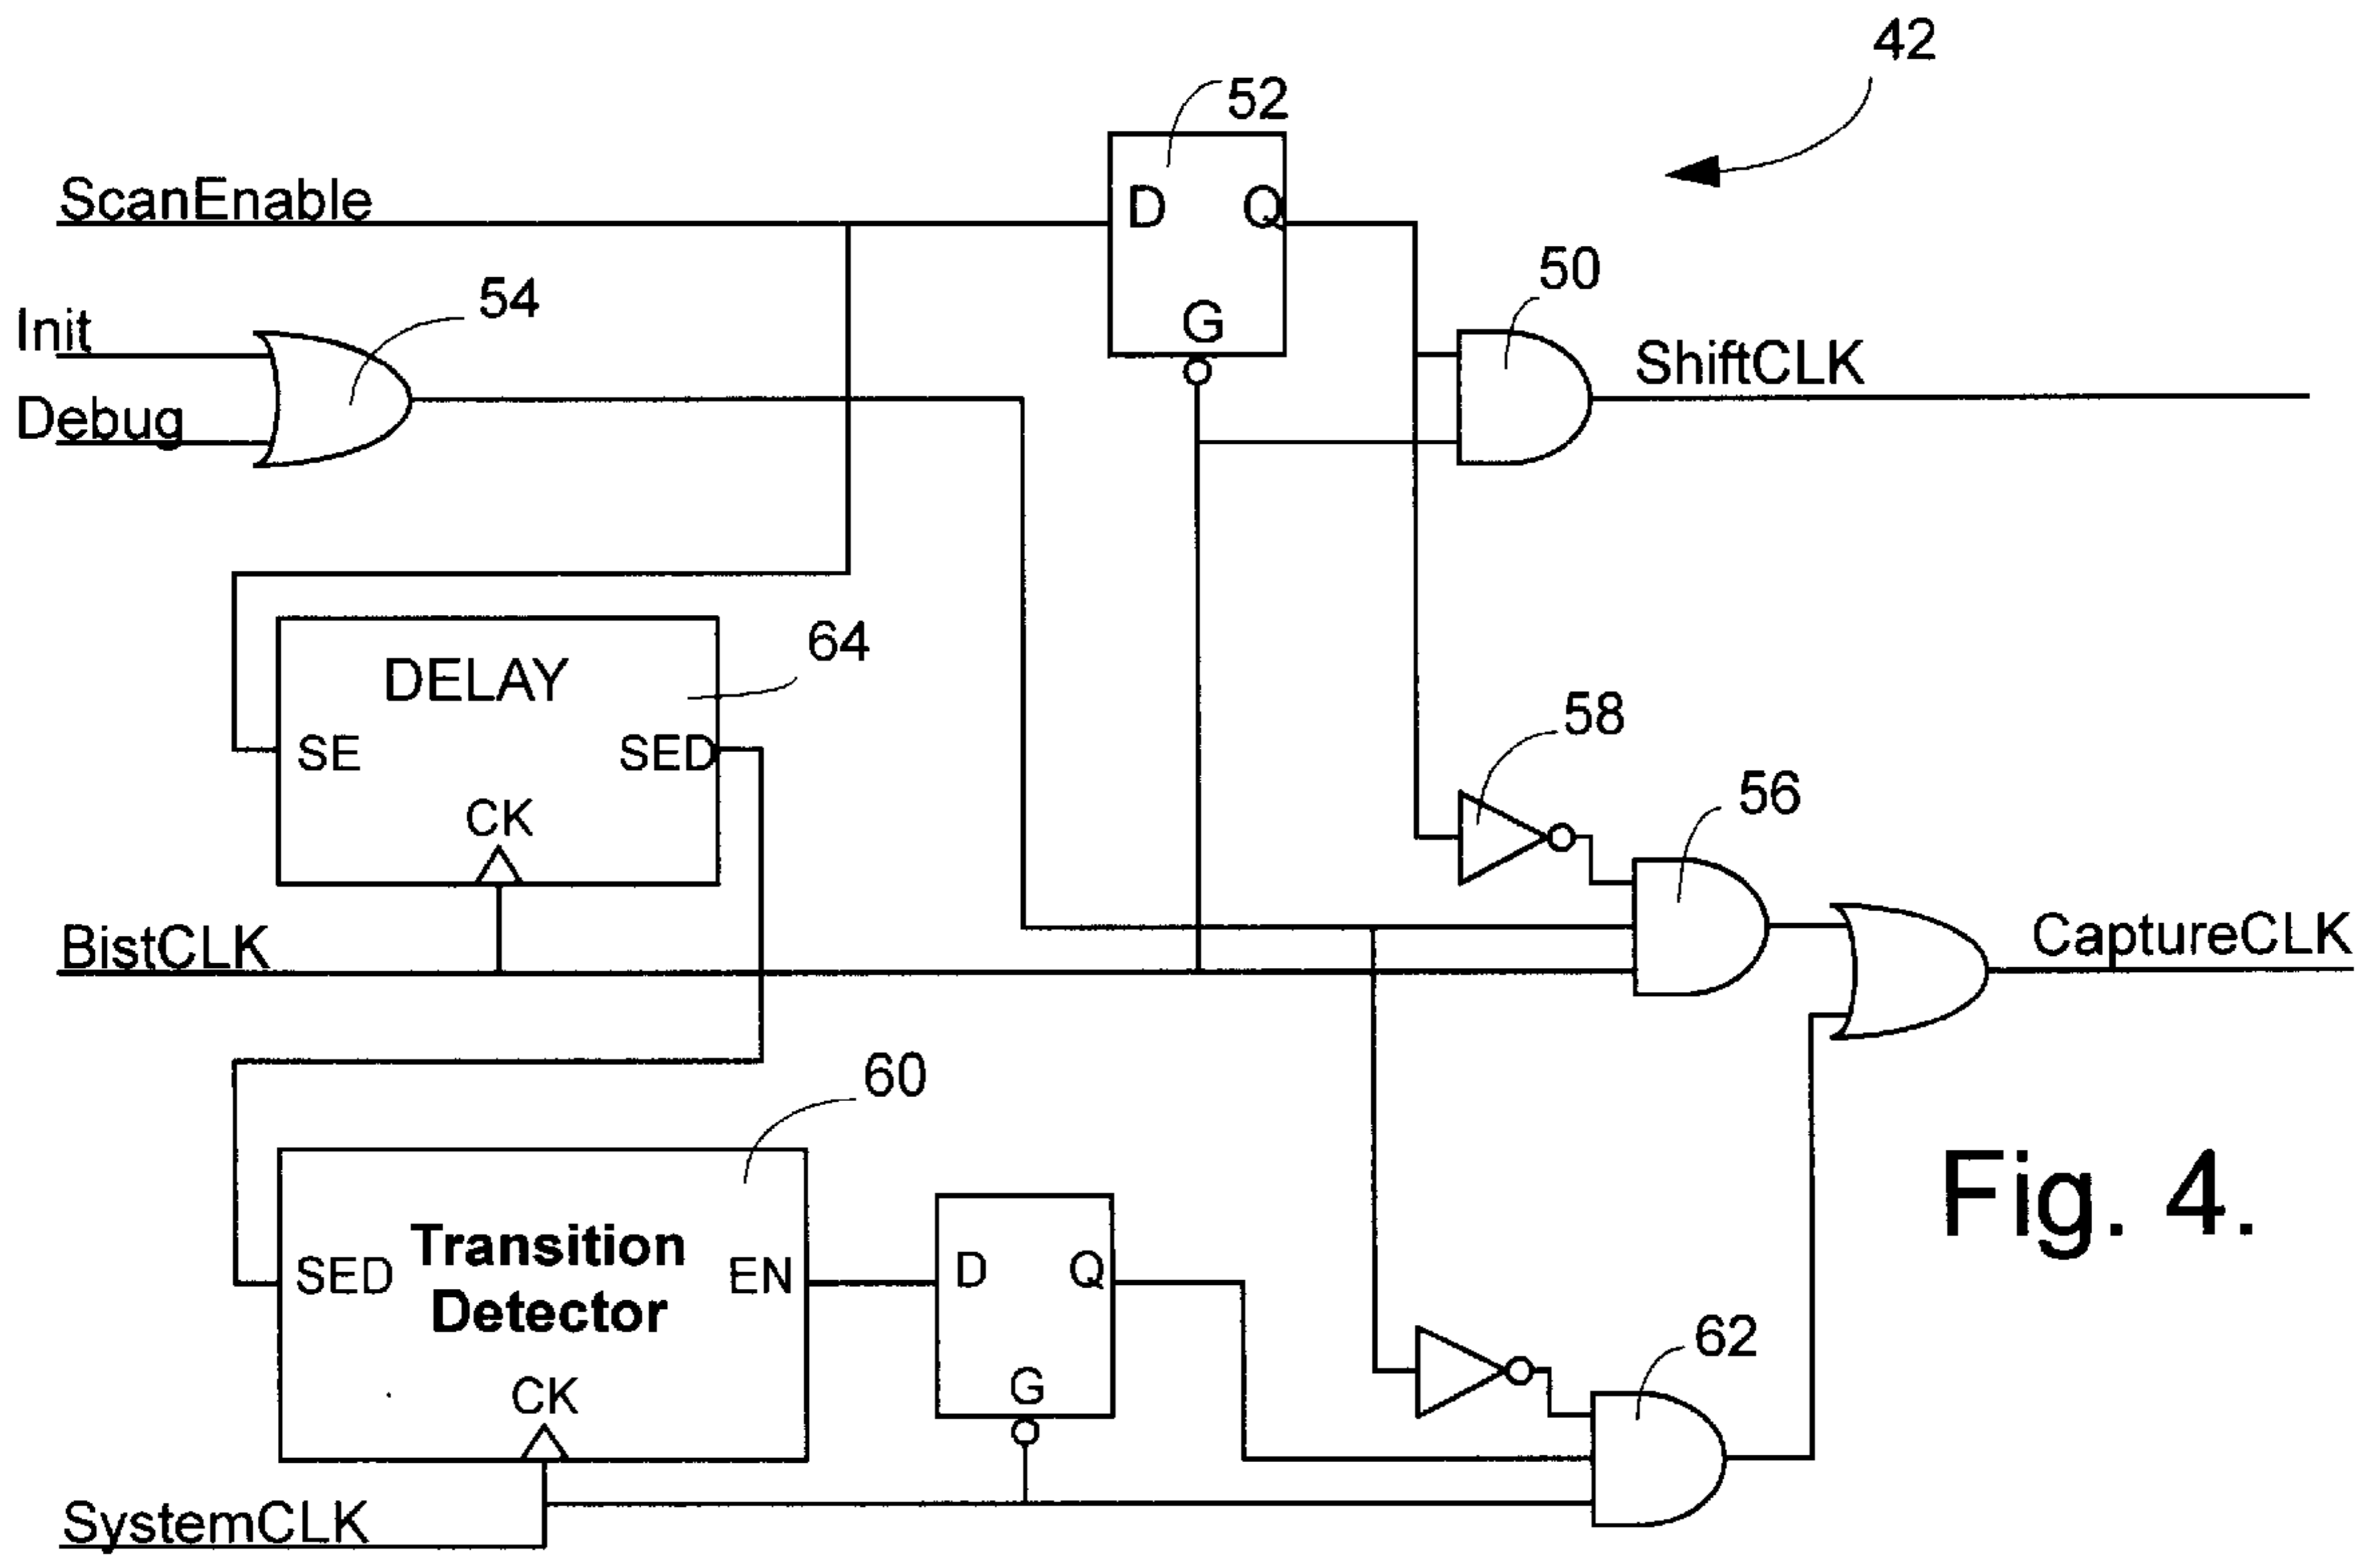 42
52
ScanEnable
D Q
50
54
Init
G
ShiftCLK
Debug
64
DELAY
58
SE SED
56
CK
BistCLK
CaptureCLK
60
Fig. 4.
Transition
SED EN
D Q
Detector
62
G
CK
SystemCLK